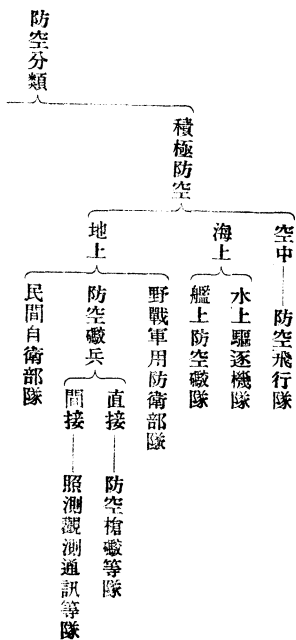 防空分類
積極防空
空中——防空飛行隊
海上
水上驅逐機隊
艦上防空礮隊
地上
野戰軍用防衛部隊
防空礮兵
直接——防空槍礮等隊
間接——照測觀測通訊等隊
民間自衛部隊